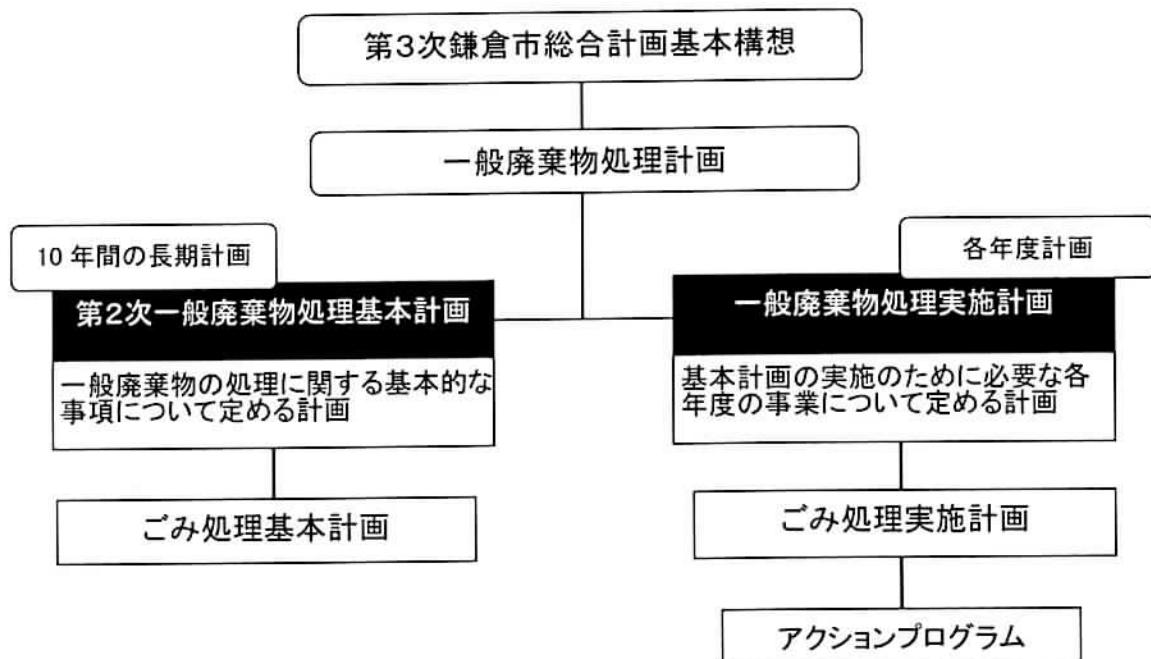 第3次鎌倉市総合計画基本構想
一般廃棄物処理計画
10年間の長期計画
各年度計画
第2次一般廃棄物処理基本計画
一般廃棄物処理実施計画
一般廃棄物の処理に関する基本的な
事項について定める計画
基本計画の実施のために必要な各
年度の事業について定める計画
ごみ処理基本計画
ごみ処理実施計画
アクションプログラム